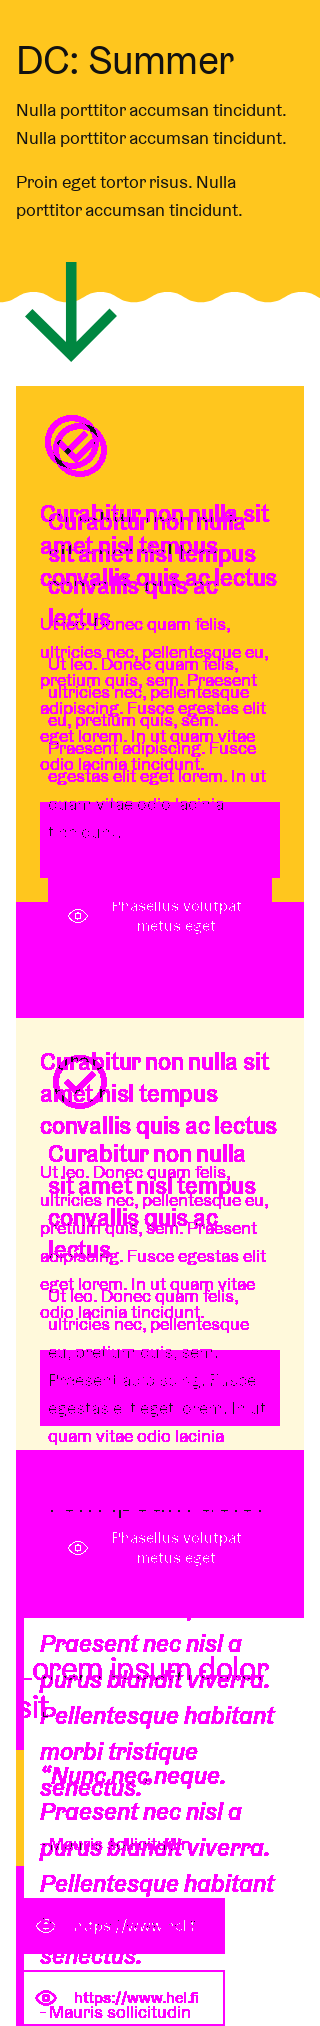 DC: Summer
Nulla porttitor accumsan tincidunt.
Nulla porttitor accumsan tincidunt.
Proin eget tortor risus. Nulla
porttitor accumsan tincidunt.
Curabitur non nulla sit
amet nisl tempus
convallis quis ac lectus
Curabitur non nulla
sit amet nisl tempus
convallis quis ac
lectus
Ut leo. Donec quam felis,
ultricies nec, pellentesque eu,
pretium quis, sem. Praesent
adipiscing. Fusce egestas elit
eget lorem. In ut quam vitae
odio lacinia tincidunt.
Ut leo. Donec quam felis,
ultricies nec, pellentesque
eu, pretium quis, sem.
Praesent adipiscing. Fusce
egestas elit eget lorem. In ut
quam vitae odio lacinia
tincidunt.
Phasellus volutpat
metus eget
Curabitur non nulla sit
amet nisl tempus
convallis quis ac lectus
Curabitur non nulla
sit amet nisl tempus
convallis quis ac
lectus
Ut leo. Donec quam felis,
ultricies nec, pellentesque eu,
pretium quis, sem. Praesent
adipiscing. Fusce egestas elit
eget lorem. In ut quam vitae
odio lacinia tincidunt.
Ut leo. Donec quam felis,
ultricies nec, pellentesque
eu, pretium quis, sem.
Praesent adipiscing. Fusce
egestas elit eget lorem. In ut
quam vitae odio lacinia
Phasellus volutpat
metus eget
Praesent nec nisl a
Lorem ipsum dolor
sit
purus blandit viverra.
Pellentesque habitant
morbi tristique
senectus.”
“Nunc nec neque.
Praesent nec nisl a
- Mauris sollicitudin
purus blandit viverra.
Pellentesque habitant
https://www.hel.fi
senectus.
https://www.hel.fi
- Mauris sollicitudin